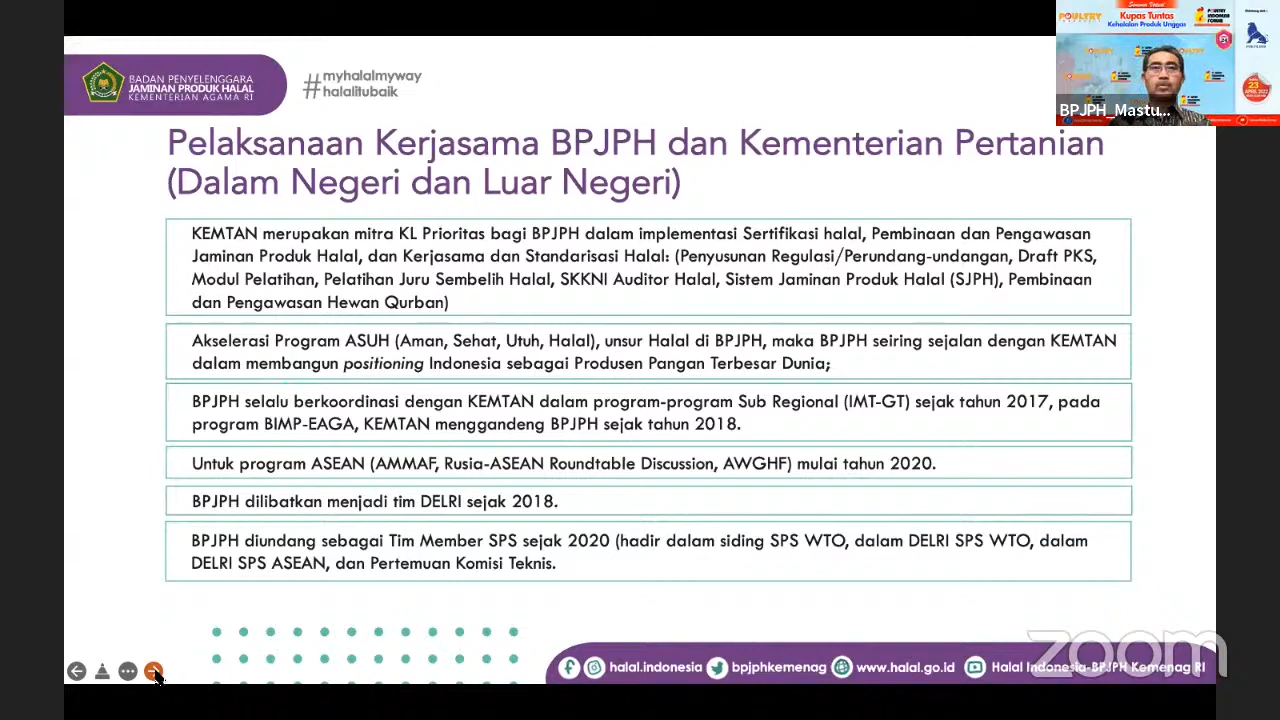 BADAN PENYELENGGARA
JAMINAN PRODUK HALAL
KEMENTERIAN AGAMA RI
#myhalalmyway
halalitubaik
POULTRY
Kupas Tuntas
Kehalalan Produk Unggas
POULTRY
INDONESIA
FORUM
23
APRIL 2022
BPJPH_Mastu...
Pelaksanaan Kerjasama BPJPH dan Kementerian Pertanian
(Dalam Negeri dan Luar Negeri)
KEMTAN merupakan mitra KL Prioritas bagi BPJPH dalam implementasi Sertifikasi halal, Pembinaan dan Pengawasan
Jaminan Produk Halal, dan Kerjasama dan Standarisasi Halal: (Penyusunan Regulasi/Perundang-undangan, Draft PKS,
Modul Pelatihan, Pelatihan Juru Sembelih Halal, SKKNI Auditor Halal, Sistem Jaminan Produk Halal (SJPH), Pembinaan
dan Pengawasan Hewan Qurban)
Akselerasi Program ASUH (Aman, Sehat, Utuh, Halal), unsur Halal di BPJPH, maka BPJPH seiring sejalan dengan KEMTAN
dalam membangun positioning Indonesia sebagai Produsen Pangan Terbesar Dunia;
BPJPH selalu berkoordinasi dengan KEMTAN dalam program-program Sub Regional (IMT-GT) sejak tahun 2017, pada
program BIMP-EAGA, KEMTAN menggandeng BPJPH sejak tahun 2018.
Untuk program ASEAN (AMMAF, Rusia-ASEAN Roundtable Discussion, AWGHF) mulai tahun 2020.
BPJPH dilibatkan menjadi tim DELRI sejak 2018.
BPJPH diundang sebagai Tim Member SPS sejak 2020 (hadir dalam siding SPS WTO, dalam DELRI SPS WTO, dalam
DELRI SPS ASEAN, dan Pertemuan Komisi Teknis.
halal.indonesia bpjphkemenag www.halal.go.id Halal Indonesia-BPJPH Kemenag RI
zoom